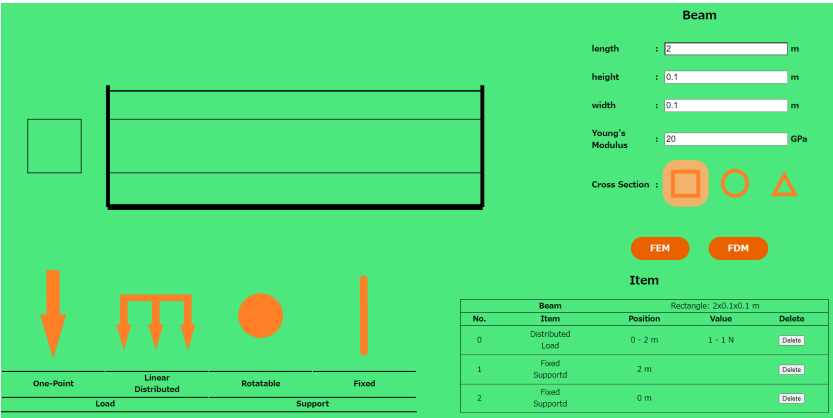 Beam
length : 2 m
height : 0.1 m
width : 0.1 m
Young's
Modulus : 20 GPa
Cross Section :
FEM FDM
Item
Beam Rectangle: 2x0.1x0.1 m
No. Item Position Value Delete
0 Distributed
Load 0 - 2 m 1 - 1 N Delete
1 Fixed
Supportd 2 m Delete
2 Fixed
Supportd 0 m Delete
One-Point Linear
Distributed Rotatable Fixed
Load Support